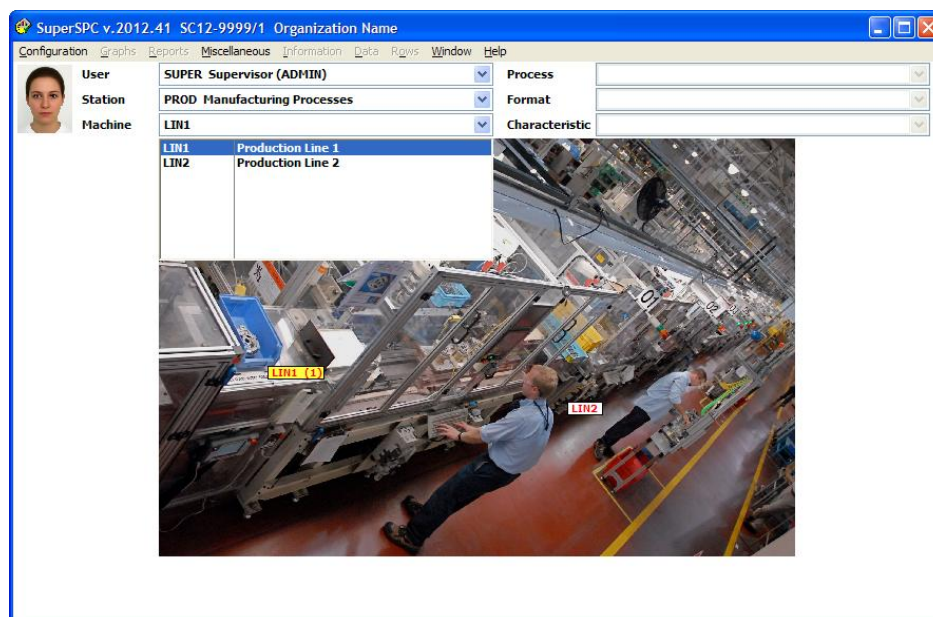 SuperSPC v.2012.41 SC12-9999/1 Organization Name
Configuration Graphs Reports Miscellaneous Information Data Rows Window Help
User SUPER Supervisor (ADMIN) Process
Station PROD Manufacturing Processes Format
Machine LIN1 Characteristic
LIN1 Production Line 1
LIN2 Production Line 2
01
02
LIN1 (1)
LIN2